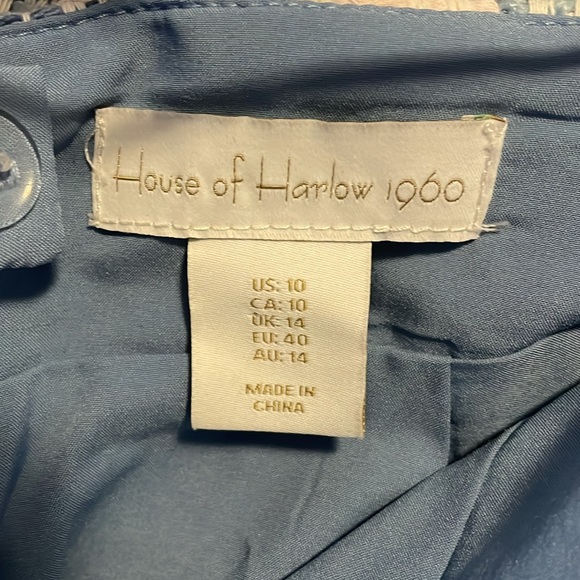 House of Harlow 1960
US: 10
CA: 10
UK: 14
EU: 40
AU: 14
MADE IN
CHINA